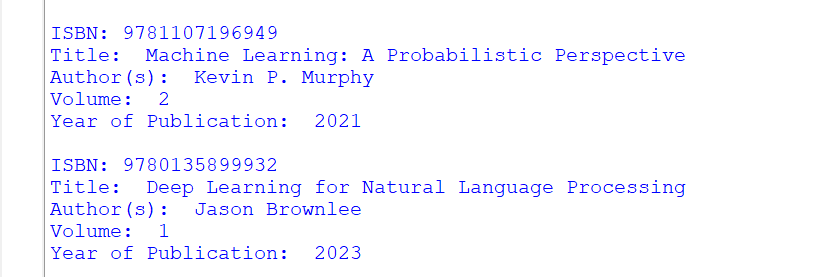 ISBN: 9781107196949
Title:  Machine Learning: A Probabilistic Perspective
Author(s):  Kevin P. Murphy
Volume:  2
Year of Publication:  2021
ISBN: 9780135899932
Title:  Deep Learning for Natural Language Processing
Author(s):  Jason Brownlee
Volume:  1
Year of Publication:  2023